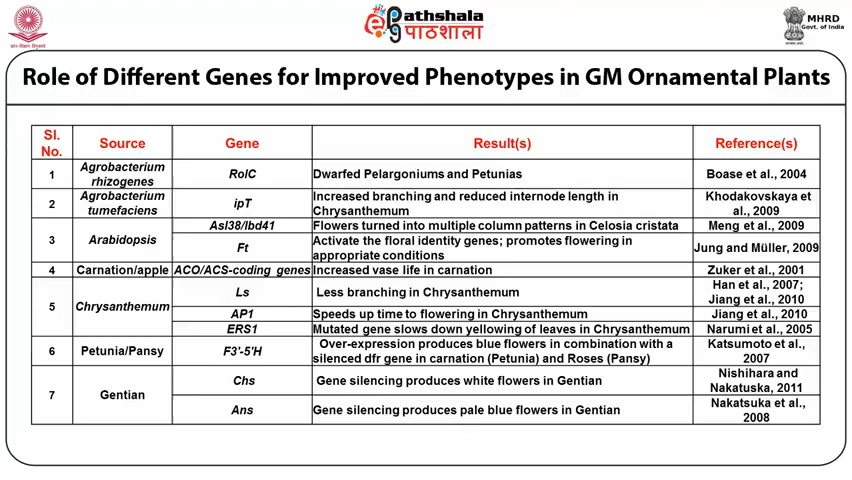 ePathshala
पाठशाला
MHRD
Govt. of India
Role of Different Genes for Improved Phenotypes in GM Ornamental Plants
Sl. No. Source Gene Result(s) Reference(s)
1 Agrobacterium rhizogenes RolC Dwarfed Pelargoniums and Petunias Boase et al., 2004
2 Agrobacterium tumefaciens ipT Increased branching and reduced internode length in Chrysanthemum Khodakovskaya et al., 2009
3 Arabidopsis Asl38/lbd41 Flowers turned into multiple column patterns in Celosia cristata Meng et al., 2009
Ft Activate the floral identity genes; promotes flowering in appropriate conditions Jung and Müller, 2009
4 Carnation/apple ACO/ACS-coding genes Increased vase life in carnation Zuker et al., 2001
5 Chrysanthemum Ls Less branching in Chrysanthemum Han et al., 2007; Jiang et al., 2010
AP1 Speeds up time to flowering in Chrysanthemum Jiang et al., 2010
ERS1 Mutated gene slows down yellowing of leaves in Chrysanthemum Narumi et al., 2005
6 Petunia/Pansy F3'-5'H Over-expression produces blue flowers in combination with a silenced dfr gene in carnation (Petunia) and Roses (Pansy) Katsumoto et al., 2007
7 Gentian Chs Gene silencing produces white flowers in Gentian Nishihara and Nakatuska, 2011
Ans Gene silencing produces pale blue flowers in Gentian Nakatsuka et al., 2008